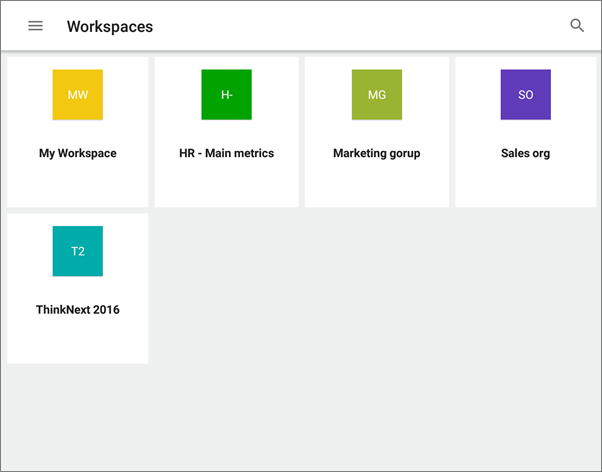 Workspaces
MW
H-
MG
SO
My Workspace
HR - Main metrics
Marketing gorup
Sales org
T2
ThinkNext 2016